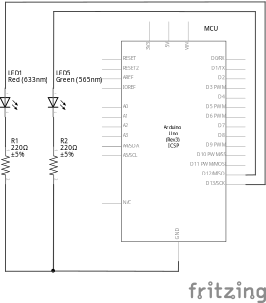 MCU
3V3
5V
VIN
LED1
Red (633nm)
LED5
Green (565nm)
RESET
RESET2
AREF
IOREF
A0
A1
A2
A3
A4/SDA
A5/SCL
N/C
D0/RX
D1/TX
D2
D3 PWM
D4
D5 PWM
D6 PWM
D7
D8
D9 PWM
D10 PWM/SS
D11 PWM/MOSI
D12/MISO
D13/SCK
Arduino
Uno
(Rev3)
ICSP
R1
220Ω
±5%
R2
220Ω
±5%
GND
fritzing